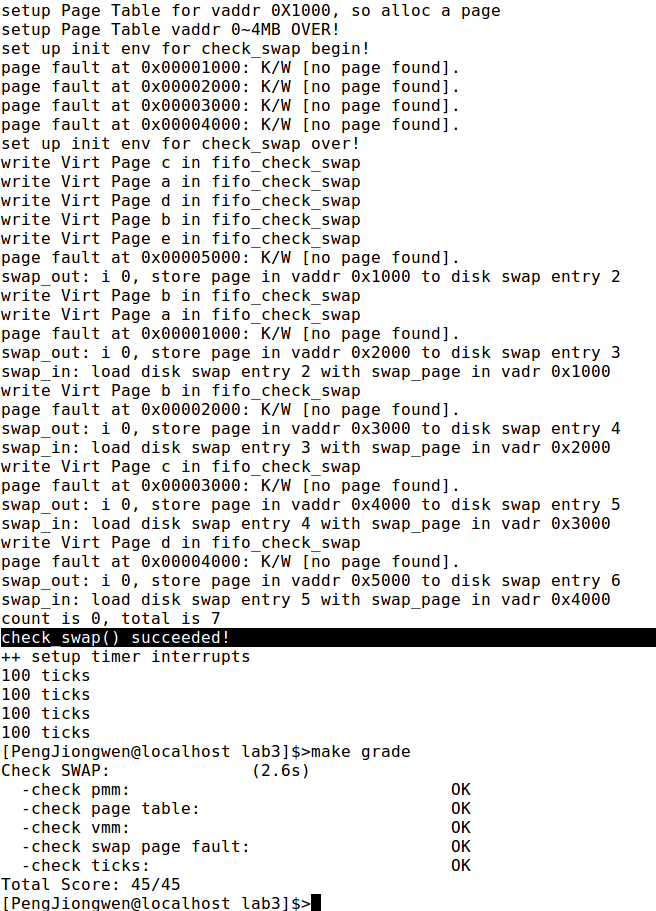 setup Page Table for vaddr 0X1000, so alloc a page
setup Page Table vaddr 0~4MB OVER!
set up init env for check_swap begin!
page fault at 0x00001000: K/W [no page found].
page fault at 0x00002000: K/W [no page found].
page fault at 0x00003000: K/W [no page found].
page fault at 0x00004000: K/W [no page found].
set up init env for check_swap over!
write Virt Page c in fifo_check_swap
write Virt Page a in fifo_check_swap
write Virt Page d in fifo_check_swap
write Virt Page b in fifo_check_swap
write Virt Page e in fifo_check_swap
page fault at 0x00005000: K/W [no page found].
swap_out: i 0, store page in vaddr 0x1000 to disk swap entry 2
write Virt Page b in fifo_check_swap
write Virt Page a in fifo_check_swap
page fault at 0x00001000: K/W [no page found].
swap_out: i 0, store page in vaddr 0x2000 to disk swap entry 3
swap_in: load disk swap entry 2 with swap_page in vadr 0x1000
write Virt Page b in fifo_check_swap
page fault at 0x00002000: K/W [no page found].
swap_out: i 0, store page in vaddr 0x3000 to disk swap entry 4
swap_in: load disk swap entry 3 with swap_page in vadr 0x2000
write Virt Page c in fifo_check_swap
page fault at 0x00003000: K/W [no page found].
swap_out: i 0, store page in vaddr 0x4000 to disk swap entry 5
swap_in: load disk swap entry 4 with swap_page in vadr 0x3000
write Virt Page d in fifo_check_swap
page fault at 0x00004000: K/W [no page found].
swap_out: i 0, store page in vaddr 0x5000 to disk swap entry 6
swap_in: load disk swap entry 5 with swap_page in vadr 0x4000
count is 0, total is 7
check_swap() succeeded!
++ setup timer interrupts
100 ticks
100 ticks
100 ticks
100 ticks
[PengJiongwen@localhost lab3]$>make grade
Check SWAP: (2.6s)
-check pmm: OK
-check page table: OK
-check vmm: OK
-check swap page fault: OK
-check ticks: OK
Total Score: 45/45
[PengJiongwen@localhost lab3]$>